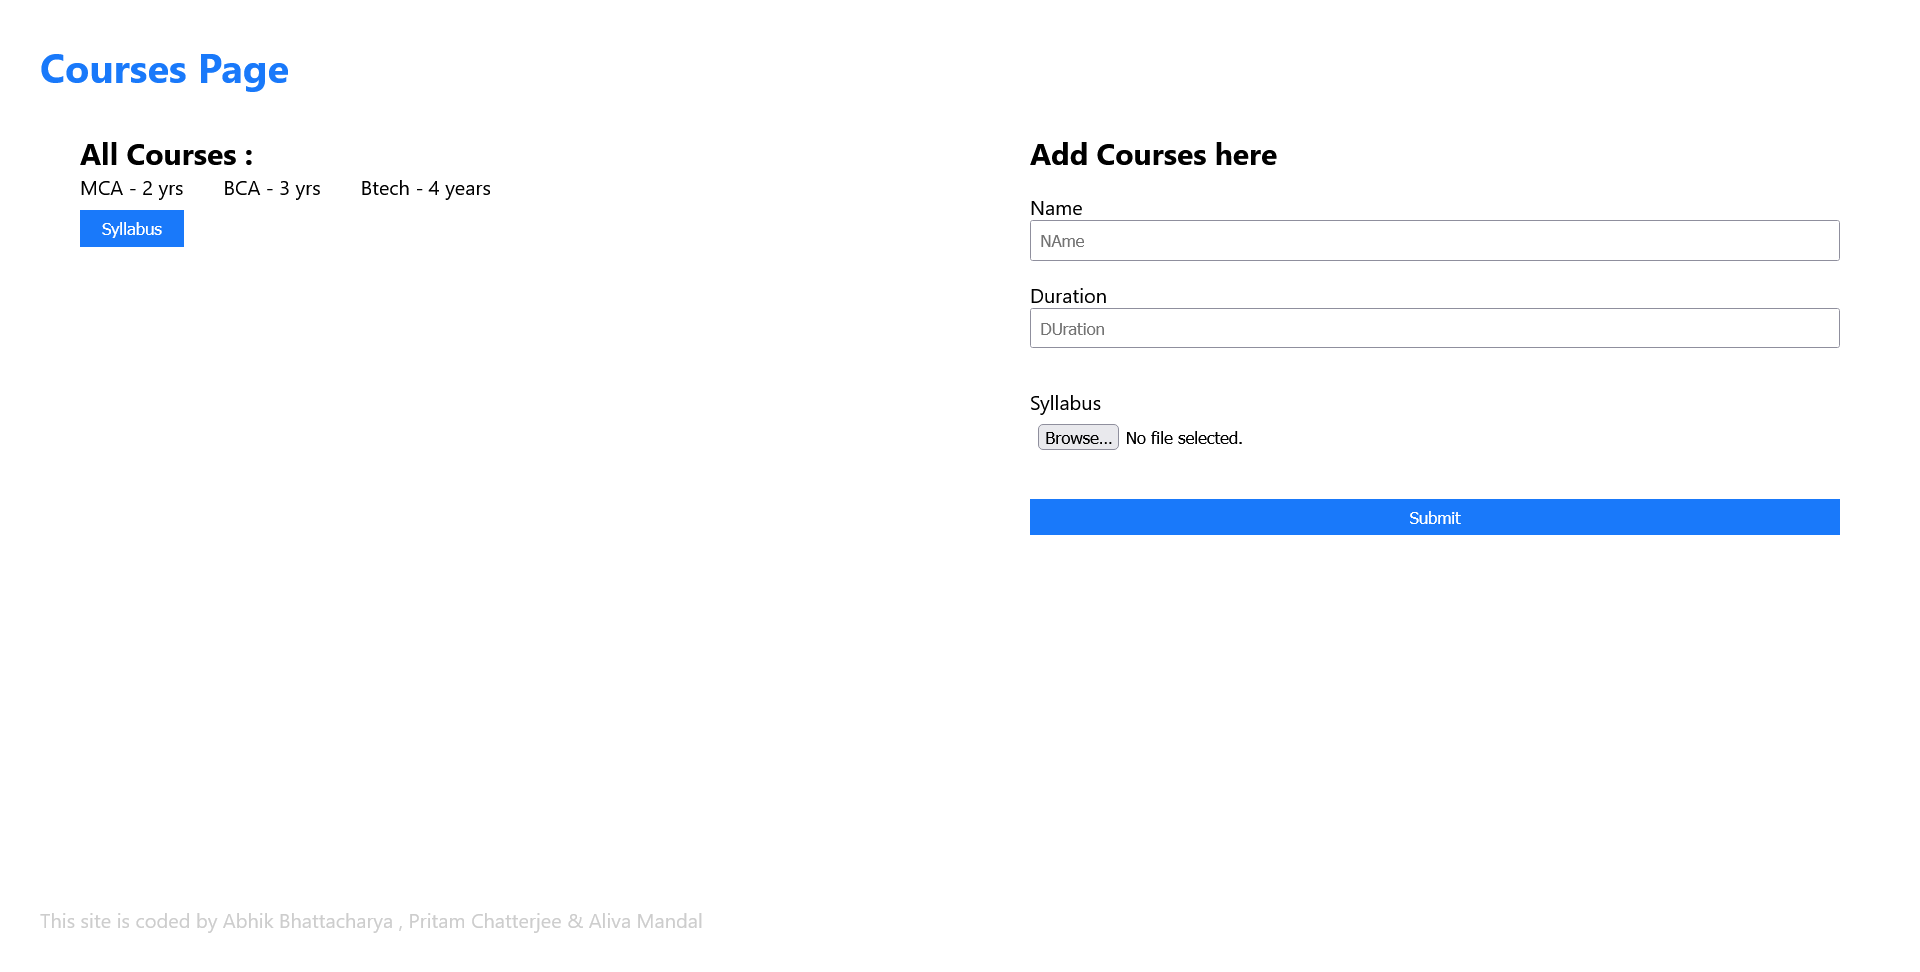 Courses Page
All Courses :
MCA - 2 yrs BCA - 3 yrs Btech - 4 years
Syllabus
Add Courses here
Name
NAme
Duration
DUration
Syllabus
Browse... No file selected.
Submit
This site is coded by Abhik Bhattacharya , Pritam Chatterjee & Aliva Mandal